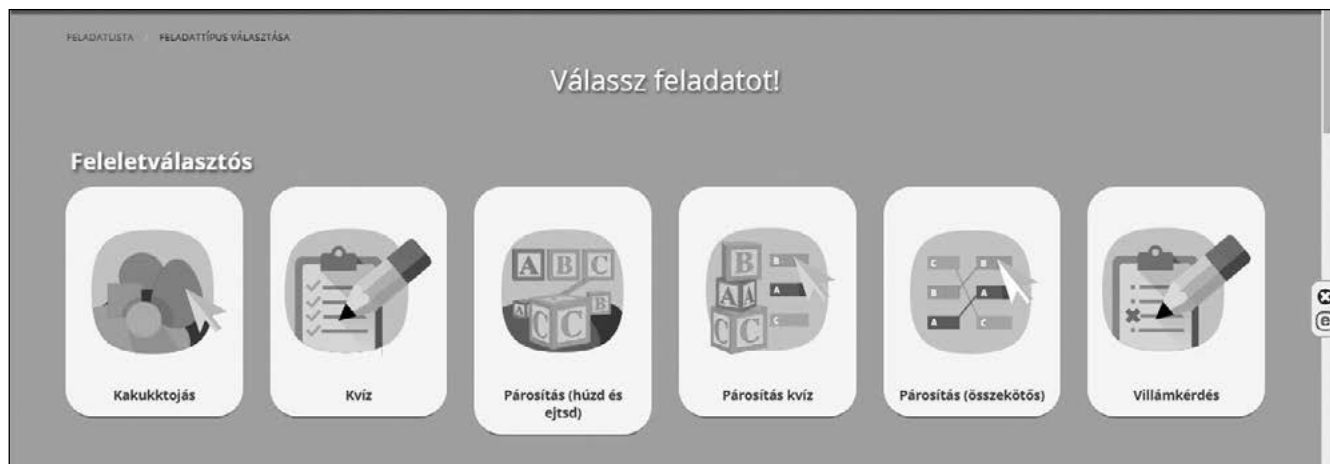 FELADATLISTA / FELADATTÍPUS VÁLASZTÁSA
Válassz feladatot!
Feleletválasztós
A B C
A B
C C
B
A A
C C
B
A
C
C B
B A
A C
Kakukktojás
Kvíz
Párosítás (húzd és
ejtsd)
Párosítás kvíz
Párosítás (összekötős)
Villámkérdés